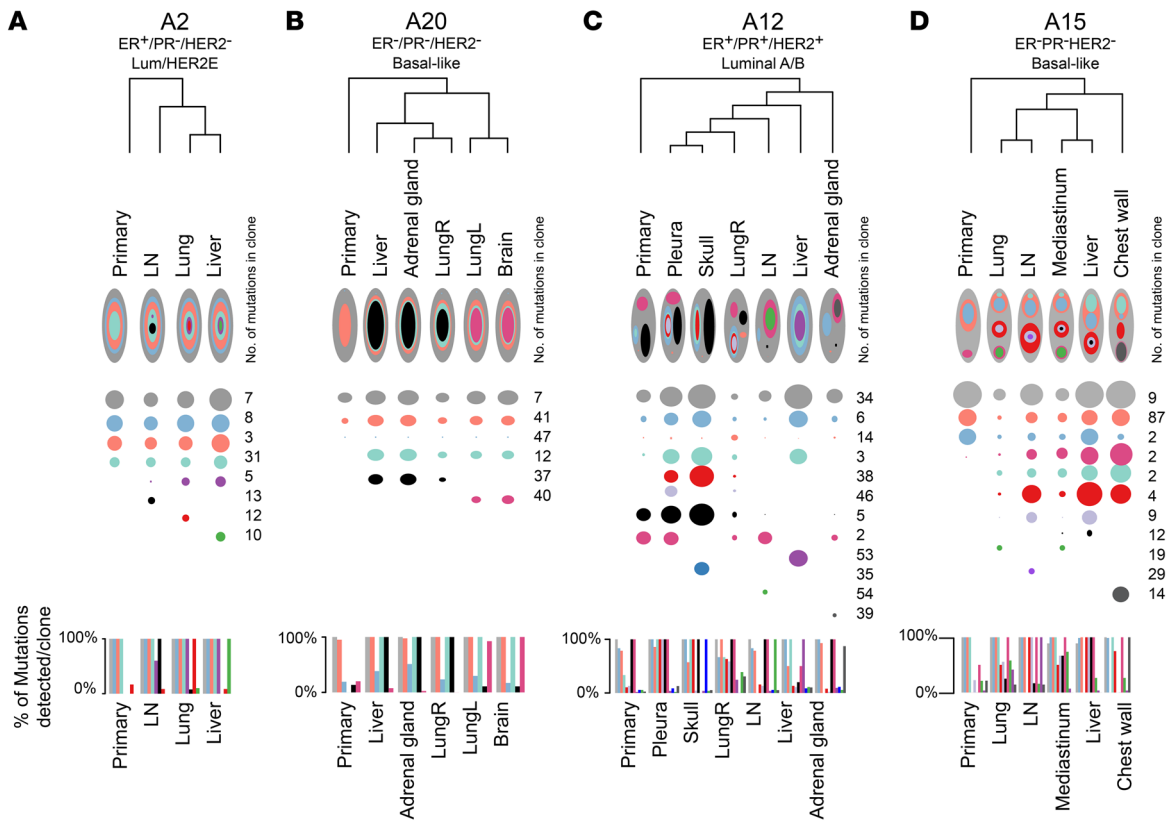 A
A2
ER+/PR-/HER2-
Lum/HER2E
Primary
LN
Lung
Liver
No. of mutations in clone
7
8
3
31
5
13
12
10
B
A20
ER-/PR-/HER2-
Basal-like
Primary
Liver
Adrenal gland
LungR
LungL
Brain
No. of mutations in clone
7
41
47
12
37
40
C
A12
ER+/PR+/HER2+
Luminal A/B
Primary
Pleura
Skull
LungR
LN
Liver
Adrenal gland
No. of mutations in clone
34
6
14
3
38
46
5
2
53
35
54
39
D
A15
ER-PR-HER2-
Basal-like
Primary
Lung
LN
Mediastinum
Liver
Chest wall
No. of mutations in clone
9
87
2
2
2
4
9
12
19
29
14
% of Mutations
detected/clone
100%
0%
Primary
LN
Lung
Liver
100%
0%
Primary
Liver
Adrenal gland
LungR
LungL
Brain
100%
0%
Primary
Pleura
Skull
LungR
LN
Liver
Adrenal gland
100%
0%
Primary
Lung
LN
Mediastinum
Liver
Chest wall